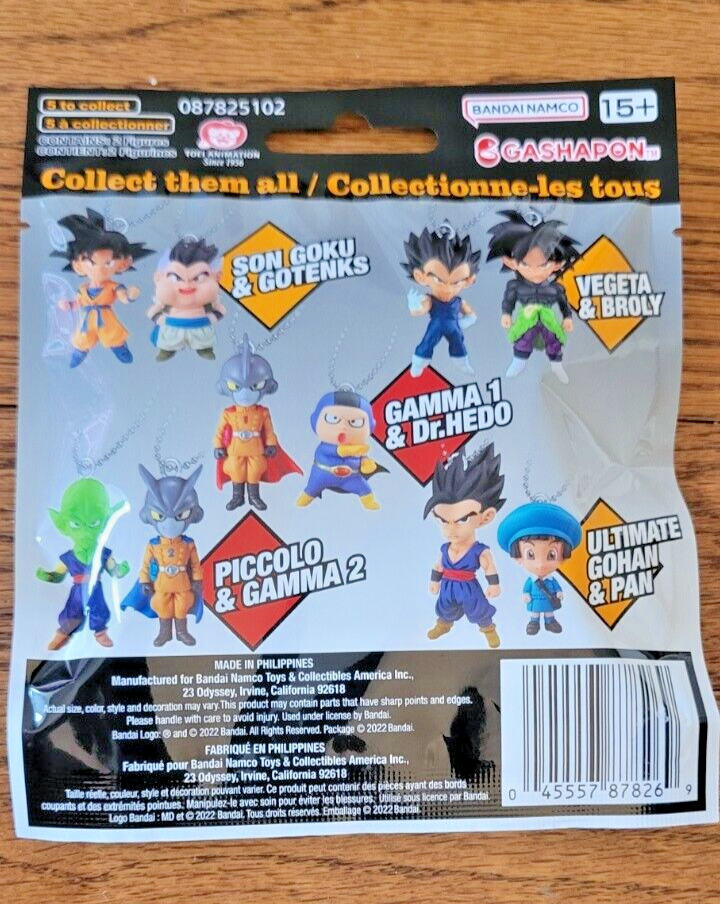 5 to collect
5 à collectionner
CONTAINS: 2 Figures
CONTIENT: 2 Figurines
087825102
TOEI ANIMATION
Since 1956
BANDAI NAMCO
15+
GASHAPON™
Collect them all / Collectionne-les tous
SON GOKU
& GOTENKS
VEGETA
& BROLY
GAMMA 1
& Dr.HEDO
PICCOLO
& GAMMA 2
2
ULTIMATE
GOHAN
& PAN
MADE IN PHILIPPINES
Manufactured for Bandai Namco Toys & Collectibles America Inc.,
23 Odyssey, Irvine, California 92618
Actual size, color, style and decoration may vary. This product may contain parts that have sharp points and edges.
Please handle with care to avoid injury. Used under license by Bandai.
Bandai Logo: ® and © 2022 Bandai. All Rights Reserved. Package © 2022 Bandai.
FABRIQUÉ EN PHILIPPINES
Fabriqué pour Bandai Namco Toys & Collectibles America Inc.,
23 Odyssey, Irvine, California 92618
Taille réelle, couleur, style et décoration pouvant varier. Ce produit peut contenir des pièces ayant des bords
coupants et des extrémités pointues. Manipulez-le avec soin pour éviter les blessures. Utilisé sous licence par Bandai.
Logo Bandai : MD et © 2022 Bandai. Tous droits réservés. Emballage © 2022 Bandai.
0 45557 87826 9